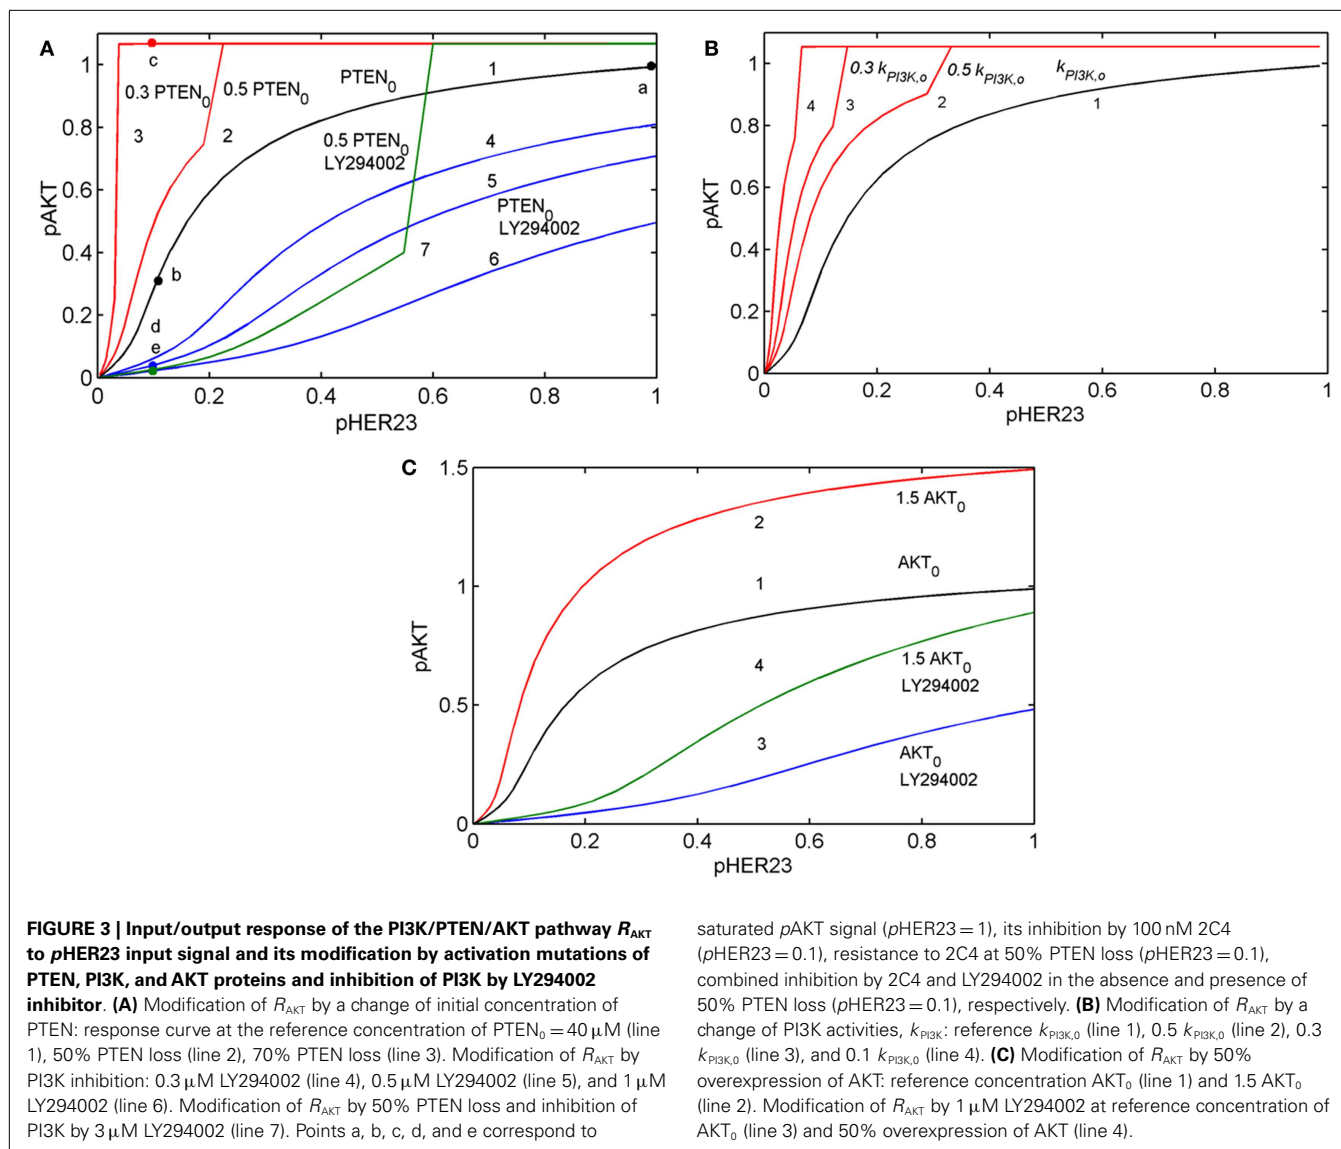 A
pAKT
1
0.8
0.6
0.4
0.2
0
0.2
0.4
0.6
0.8
1
pHER23
c
0.3 PTEN0
0.5 PTEN0
PTEN0
1
a
3
2
0.5 PTEN0
LY294002
4
5
PTEN0
LY294002
7
6
b
d
e
B
pAKT
1
0.8
0.6
0.4
0.2
0
0
0.2
0.4
0.6
0.8
1
pHER23
0.3 kPI3K,o
0.5 kPI3K,o
kPI3K,o
4
3
2
1
C
pAKT
1.5
1
0.5
0
0
0.2
0.4
0.6
0.8
1
pHER23
2
1.5 AKT0
1
AKT0
4
1.5 AKT0
LY294002
3
AKT0
LY294002
FIGURE 3 | Input/output response of the PI3K/PTEN/AKT pathway RAKT
to pHER23 input signal and its modification by activation mutations of
PTEN, PI3K, and AKT proteins and inhibition of PI3K by LY294002
inhibitor. (A) Modification of RAKT by a change of initial concentration of
PTEN: response curve at the reference concentration of PTEN0 = 40 μM (line
1), 50% PTEN loss (line 2), 70% PTEN loss (line 3). Modification of RAKT by
PI3K inhibition: 0.3 μM LY294002 (line 4), 0.5 μM LY294002 (line 5), and 1 μM
LY294002 (line 6). Modification of RAKT by 50% PTEN loss and inhibition of
PI3K by 3 μM LY294002 (line 7). Points a, b, c, d, and e correspond to
saturated pAKT signal (pHER23 = 1), its inhibition by 100 nM 2C4
(pHER23 = 0.1), resistance to 2C4 at 50% PTEN loss (pHER23 = 0.1),
combined inhibition by 2C4 and LY294002 in the absence and presence of
50% PTEN loss (pHER23 = 0.1), respectively. (B) Modification of RAKT by a
change of PI3K activities, kPI3K: reference kPI3K,0 (line 1), 0.5 kPI3K,0 (line 2), 0.3
kPI3K,0 (line 3), and 0.1 kPI3K,0 (line 4). (C) Modification of RAKT by 50%
overexpression of AKT: reference concentration AKT0 (line 1) and 1.5 AKT0
(line 2). Modification of RAKT by 1 μM LY294002 at reference concentration of
AKT0 (line 3) and 50% overexpression of AKT (line 4).